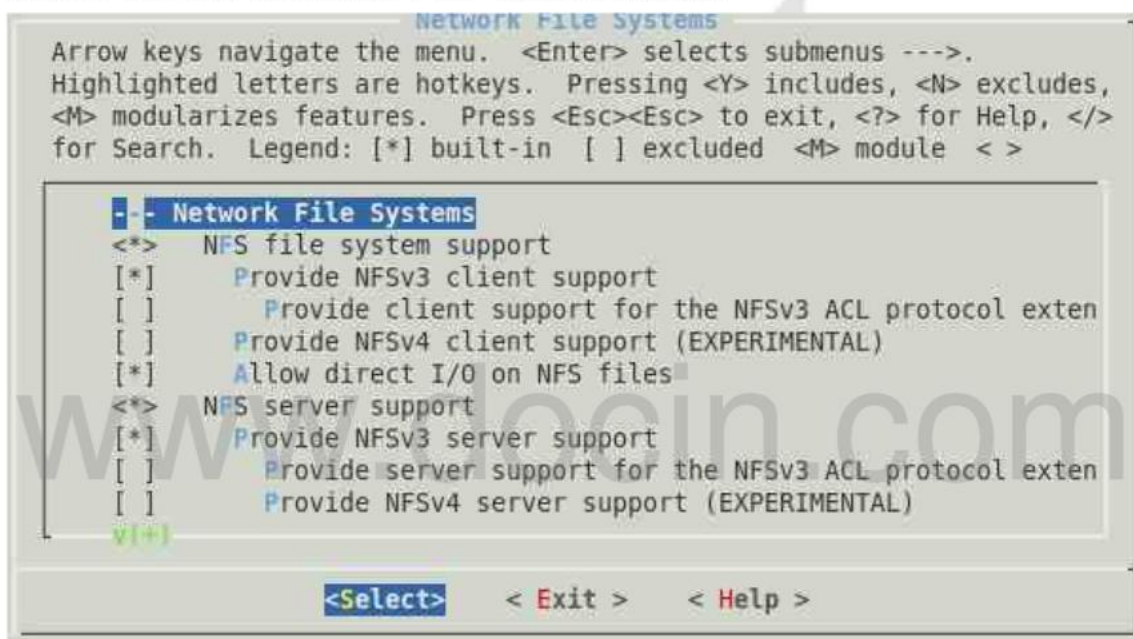 Network File Systems
Arrow keys navigate the menu.  <Enter> selects submenus --->.
Highlighted letters are hotkeys.  Pressing <Y> includes, <N> excludes,
<M> modularizes features.  Press <Esc><Esc> to exit, <?> for Help, </>
for Search.  Legend: [*] built-in  [ ] excluded  <M> module  < >
--- Network File Systems
<*>   NFS file system support
[*]     Provide NFSv3 client support
[ ]       Provide client support for the NFSv3 ACL protocol exten
[ ]     Provide NFSv4 client support (EXPERIMENTAL)
[*]     Allow direct I/O on NFS files
<*>   NFS server support
[*]     Provide NFSv3 server support
[ ]       Provide server support for the NFSv3 ACL protocol exten
[ ]       Provide NFSv4 server support (EXPERIMENTAL)
v(+)
<Select>    < Exit >    < Help >
www.docin.com